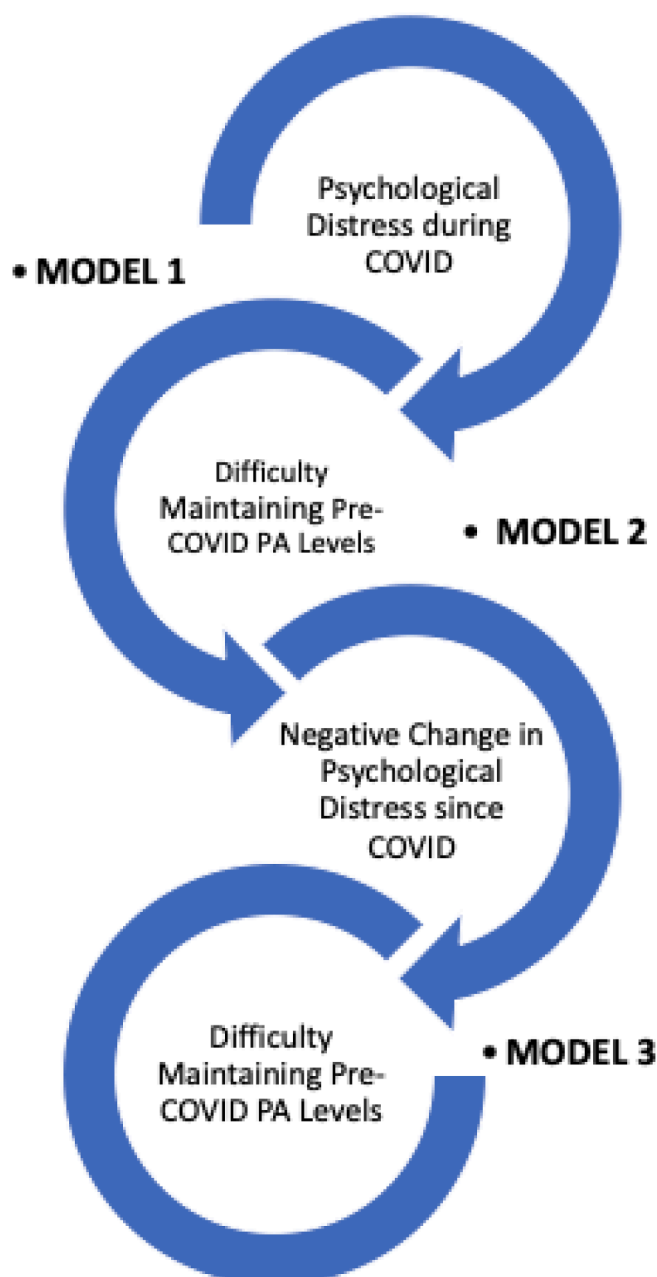 Psychological
Distress during
COVID
• MODEL 1
Difficulty
Maintaining Pre-
COVID PA Levels
• MODEL 2
Negative Change in
Psychological
Distress since
COVID
Difficulty
Maintaining Pre-
COVID PA Levels
• MODEL 3